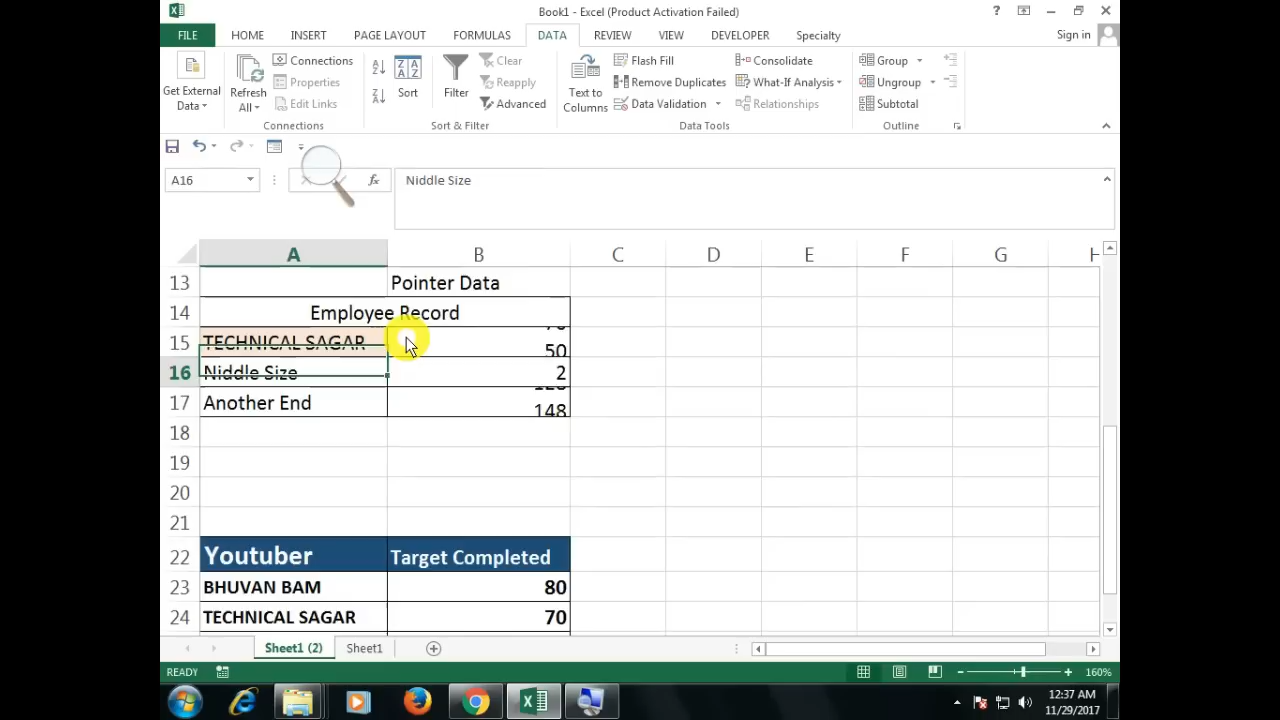 Book1 - Excel (Product Activation Failed)
FILE HOME INSERT PAGE LAYOUT FORMULAS DATA REVIEW VIEW DEVELOPER Specialty Sign in
Get External Data
Refresh All
Connections
Properties
Edit Links
Connections
Sort
Filter
Clear
Reapply
Advanced
Sort & Filter
Text to Columns
Flash Fill
Remove Duplicates
Data Validation
Consolidate
What-If Analysis
Relationships
Data Tools
Group
Ungroup
Subtotal
Outline
A16 fx Niddle Size
A B C D E F G H
13 Pointer Data
14 Employee Record
15 TECHNICAL SAGAR 50
16 Niddle Size 2
17 Another End 148
18
19
20
21
22 Youtuber Target Completed
23 BHUVAN BAM 80
24 TECHNICAL SAGAR 70
Sheet1 (2) Sheet1
READY 160%
12:37 AM
11/29/2017